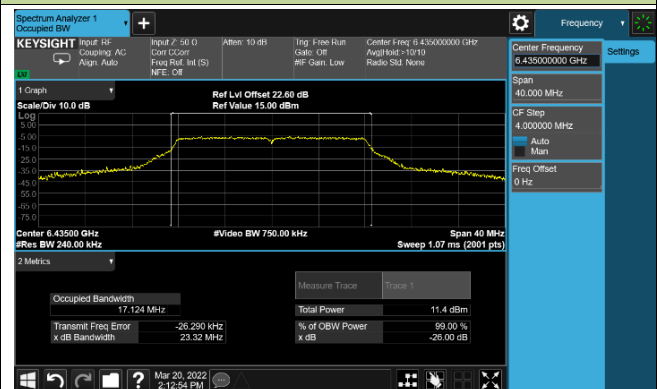 Spectrum Analyzer 1
Occupied BW
+
Frequency
KEYSIGHT
Input: RF
Coupling: AC
Align: Auto
Input Z: 50 Ω
Corr CCorr
Freq Ref: Int (S)
NFE: Off
Atten: 10 dB
Trig: Free Run
Gate: Off
#IF Gain: Low
Center Freq: 6.435000000 GHz
Avg|Hold:>10/10
Radio Std: None
LXI
Center Frequency
6.435000000 GHz
Settings
Span
40.000 MHz
CF Step
4.000000 MHz
Auto
Man
Freq Offset
0 Hz
1 Graph
Scale/Div 10.0 dB
Ref Lvl Offset 22.60 dB
Ref Value 15.00 dBm
Log
5.00
-5.00
-15.0
-25.0
-35.0
-45.0
-55.0
-65.0
-75.0
Center 6.43500 GHz
#Video BW 750.00 kHz
Span 40 MHz
#Res BW 240.00 kHz
Sweep 1.07 ms (2001 pts)
2 Metrics
Measure Trace
Trace 1
Occupied Bandwidth
17.124 MHz
Total Power
11.4 dBm
Transmit Freq Error
-26.290 kHz
% of OBW Power
99.00 %
x dB Bandwidth
23.32 MHz
x dB
-26.00 dB
?
Mar 20, 2022
2:12:54 PM